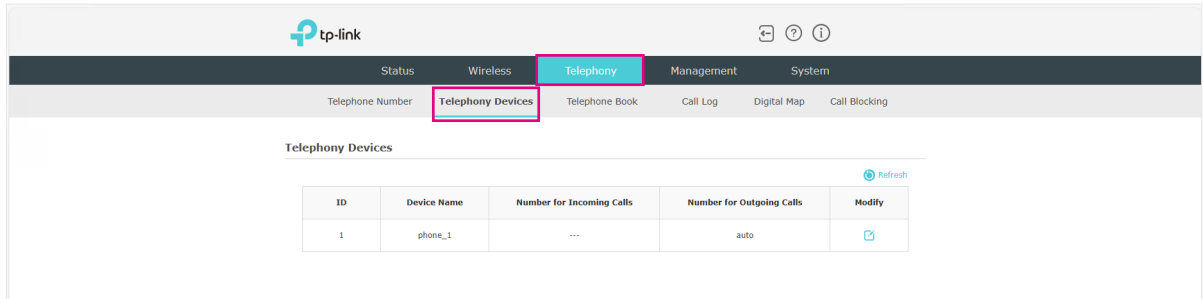 tp-link
Status Wireless Telephony Management System
Telephone Number Telephony Devices Telephone Book Call Log Digital Map Call Blocking
Telephony Devices
Refresh
ID Device Name Number for Incoming Calls Number for Outgoing Calls Modify
1 phone_1 --- auto